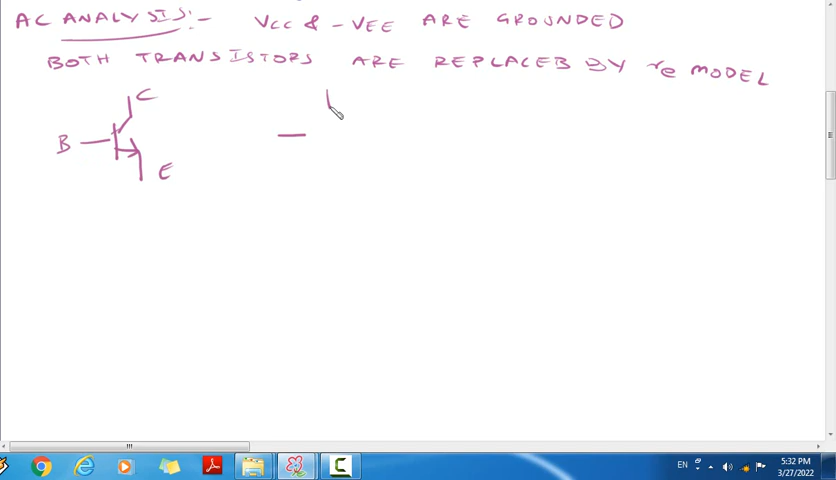 AC ANALYSIS:- VCC & -VEE ARE GROUNDED
BOTH TRANSISTORS ARE REPLACEB BY re MODEL
C
B
E
EN
5:32 PM
3/27/2022